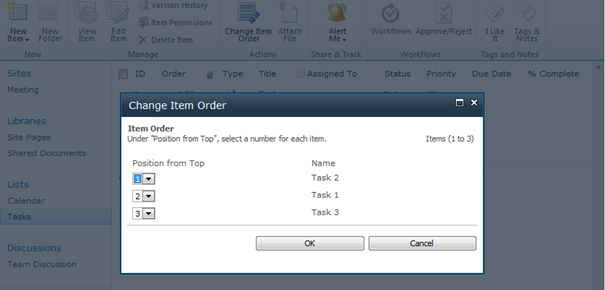 New Item
New Folder
View Item
Edit Item
Version History
Item Permissions
Delete Item
Change Item Order
Attach File
Alert Me
Workflows
Approve/Reject
I Like It
Tags & Notes
New
Manage
Actions
Share & Track
Workflows
Tags and Notes
Sites
Meeting
Libraries
Site Pages
Shared Documents
Lists
Calendar
Tasks
Discussions
Team Discussion
ID Order Type Title Assigned To Status Priority Due Date % Complete
Change Item Order
Item Order
Under "Position from Top", select a number for each item. Items (1 to 3)
Position from Top Name
1 Task 2
2 Task 1
3 Task 3
OK Cancel